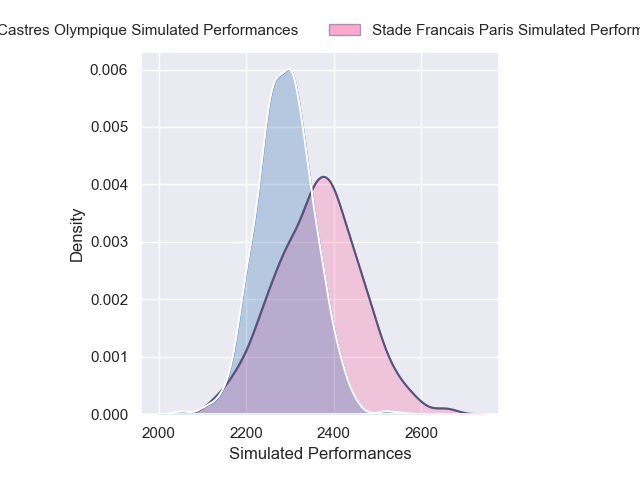 Castres Olympique Simulated Performances
Stade Francais Paris Simulated
0.006
0.005
0.004
0.003
0.002
0.001
0.000
Density
2000 2200 2400 2600
Simulated Performances